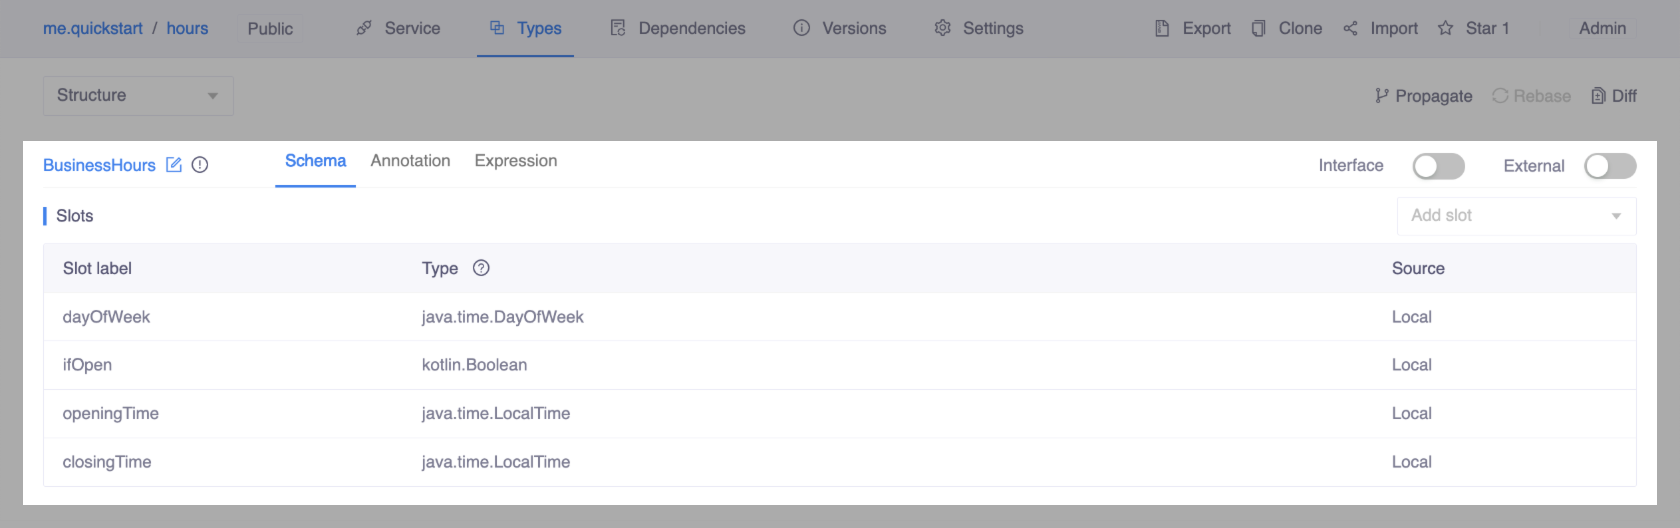 me.quickstart / hours Public Service Types Dependencies Versions Settings Export Clone Import Star 1 Admin
Structure Propagate Rebase Diff
BusinessHours Schema Annotation Expression Interface External
Slots Add slot
Slot label Type Source
dayOfWeek java.time.DayOfWeek Local
ifOpen kotlin.Boolean Local
openingTime java.time.LocalTime Local
closingTime java.time.LocalTime Local